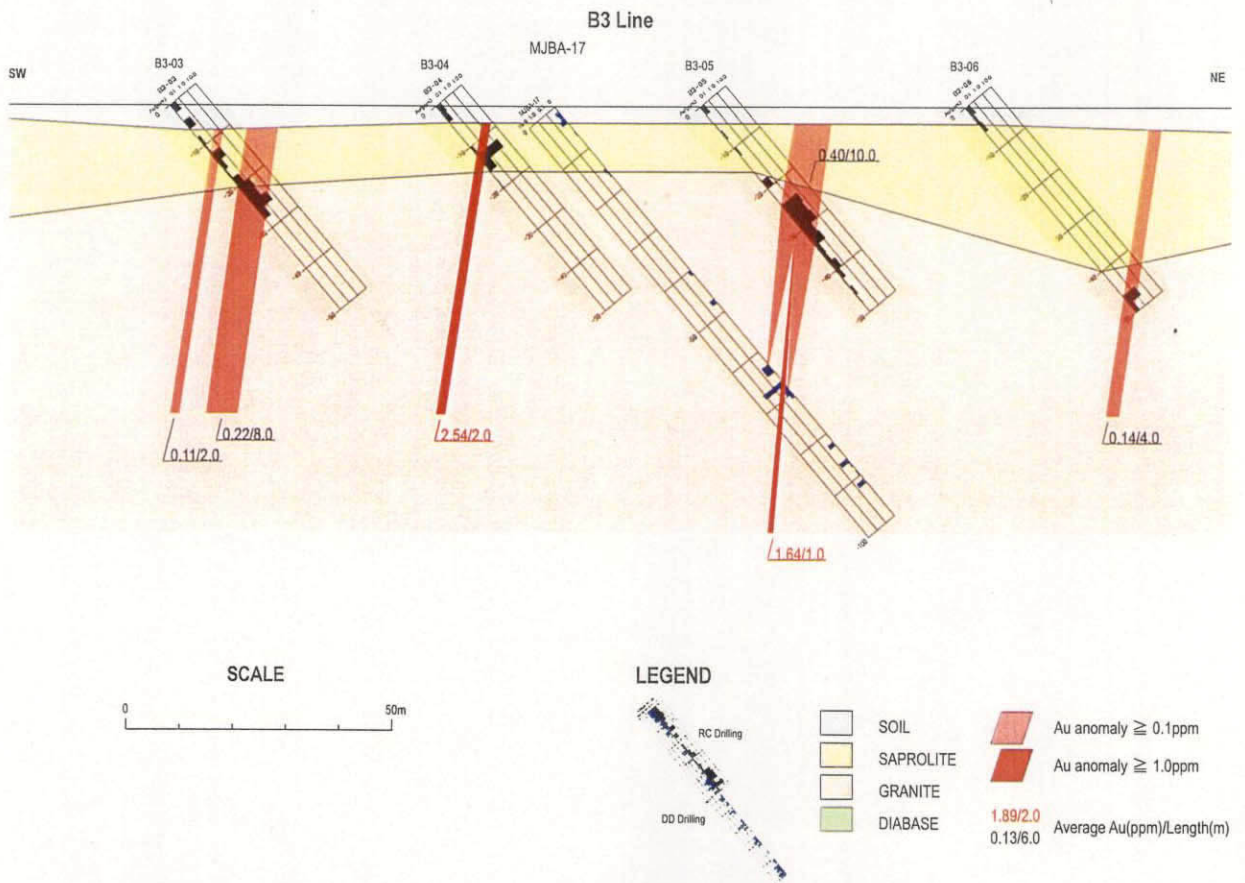 B3 Line
MJBA-17
SW
B3-03
B3-04
B3-05
B3-06
NE
0.40/10.0
0.22/8.0
0.11/2.0
2.54/2.0
0.14/4.0
1.64/1.0
SCALE
0 50m
LEGEND
RC Drilling
DD Drilling
SOIL
SAPROLITE
GRANITE
DIABASE
Au anomaly ≧ 0.1ppm
Au anomaly ≧ 1.0ppm
1.89/2.0
0.13/6.0
Average Au(ppm)/Length(m)